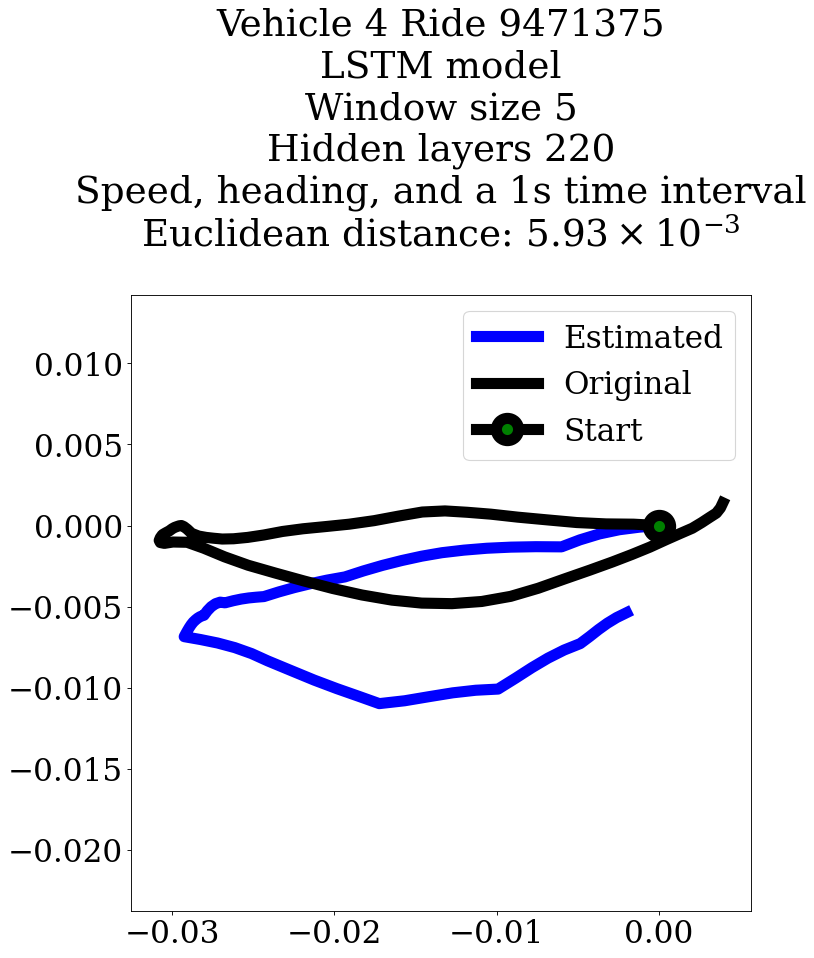 Vehicle 4 Ride 9471375
LSTM model
Window size 5
Hidden layers 220
Speed, heading, and a 1s time interval
Euclidean distance: 5.93 × 10⁻³
Estimated
Original
Start
0.010
0.005
0.000
−0.005
−0.010
−0.015
−0.020
−0.03 −0.02 −0.01 0.00